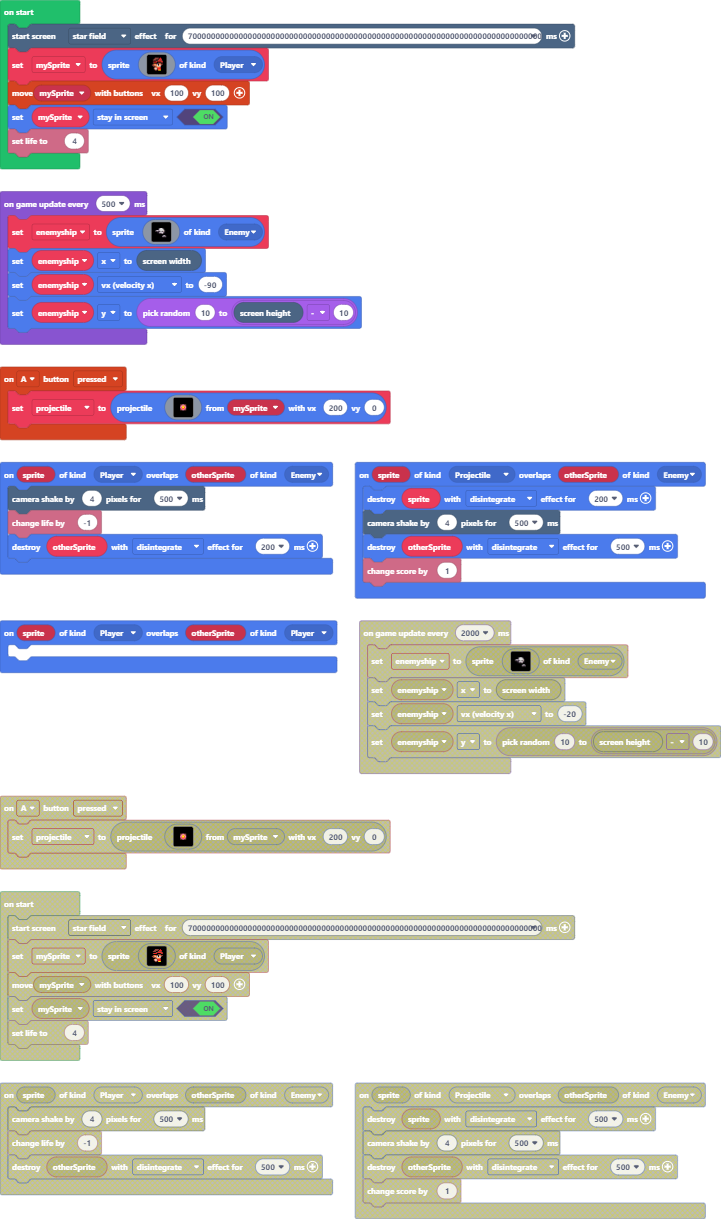 on start
start screen star field effect for ms
set mySprite to sprite of kind Player
move mySprite with buttons vx 100 vy 100
set mySprite stay in screen ON
set life to 4
on game update every 500 ms
set enemyship to sprite of kind Enemy
set enemyship x to screen width
set enemyship vx (velocity x) to -90
set enemyship y to pick random 10 to screen height - 10
on A button pressed
set projectile to projectile from mySprite with vx 200 vy 0
on sprite of kind Player overlaps otherSprite of kind Enemy
camera shake by 4 pixels for 500 ms
change life by -1
destroy otherSprite with disintegrate effect for 200 ms
on sprite of kind Projectile overlaps otherSprite of kind Enemy
destroy sprite with disintegrate effect for 200 ms
camera shake by 4 pixels for 500 ms
destroy otherSprite with disintegrate effect for 500 ms
change score by 1
on sprite of kind Player overlaps otherSprite of kind Player
on game update every 2000 ms
set enemyship to sprite of kind Enemy
set enemyship x to screen width
set enemyship vx (velocity x) to -20
set enemyship y to pick random 10 to screen height - 10
on A button pressed
set projectile to projectile from mySprite with vx 200 vy 0
on start
start screen star field effect for ms
set mySprite to sprite of kind Player
move mySprite with buttons vx 100 vy 100
set mySprite stay in screen ON
set life to 4
on sprite of kind Player overlaps otherSprite of kind Enemy
camera shake by 4 pixels for 500 ms
change life by -1
destroy otherSprite with disintegrate effect for 500 ms
on sprite of kind Projectile overlaps otherSprite of kind Enemy
destroy sprite with disintegrate effect for 500 ms
camera shake by 4 pixels for 500 ms
destroy otherSprite with disintegrate effect for 500 ms
change score by 1